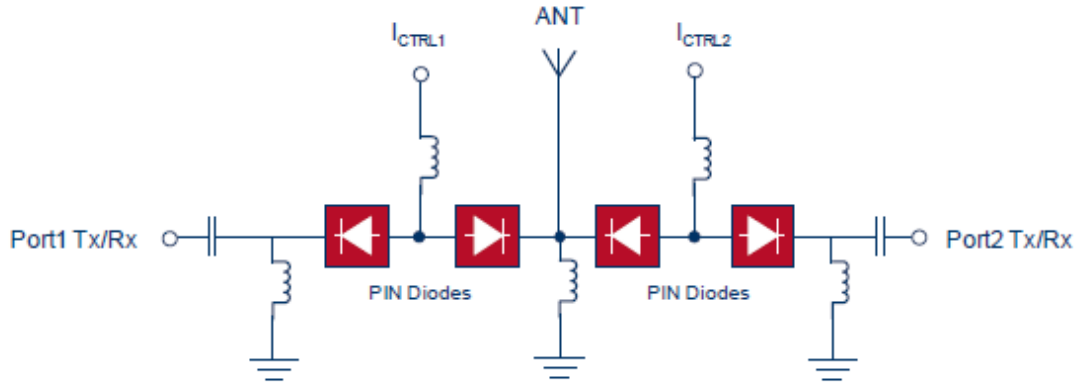 ANT
I_CTRL1
I_CTRL2
Port1 Tx/Rx
Port2 Tx/Rx
PIN Diodes
PIN Diodes